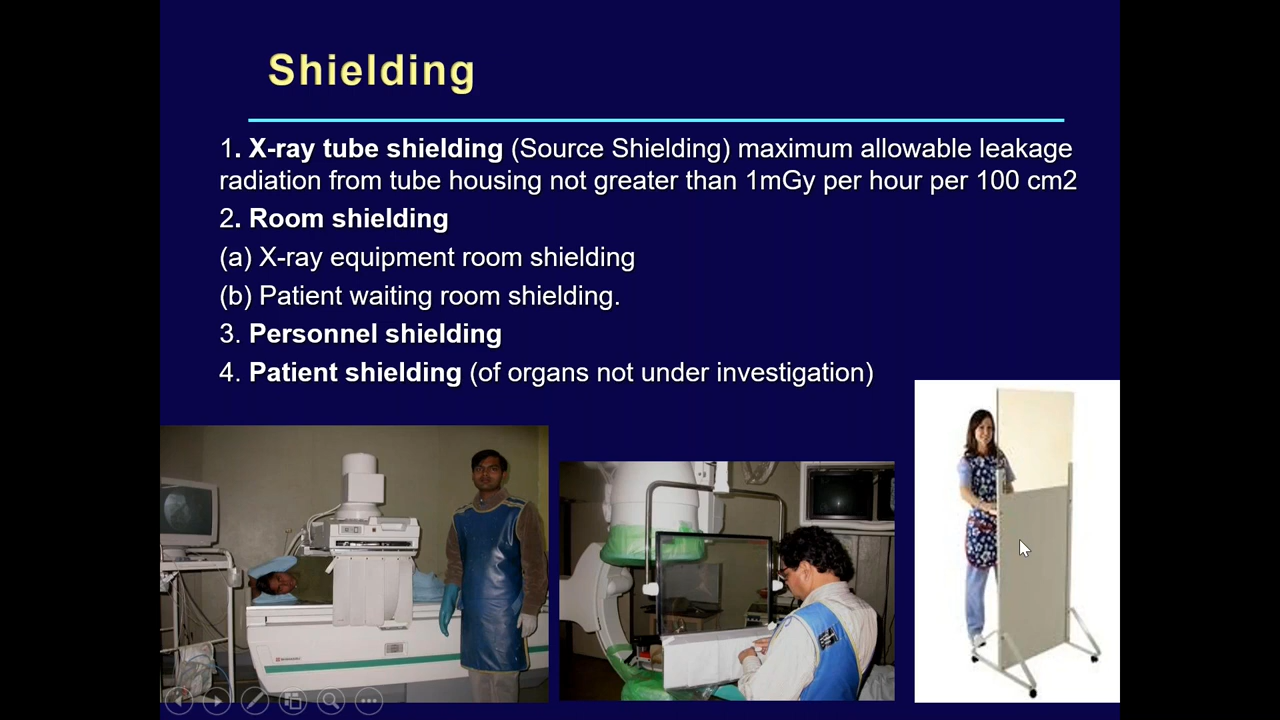 Shielding
1. X-ray tube shielding (Source Shielding) maximum allowable leakage
radiation from tube housing not greater than 1mGy per hour per 100 cm2
2. Room shielding
(a) X-ray equipment room shielding
(b) Patient waiting room shielding.
3. Personnel shielding
4. Patient shielding (of organs not under investigation)